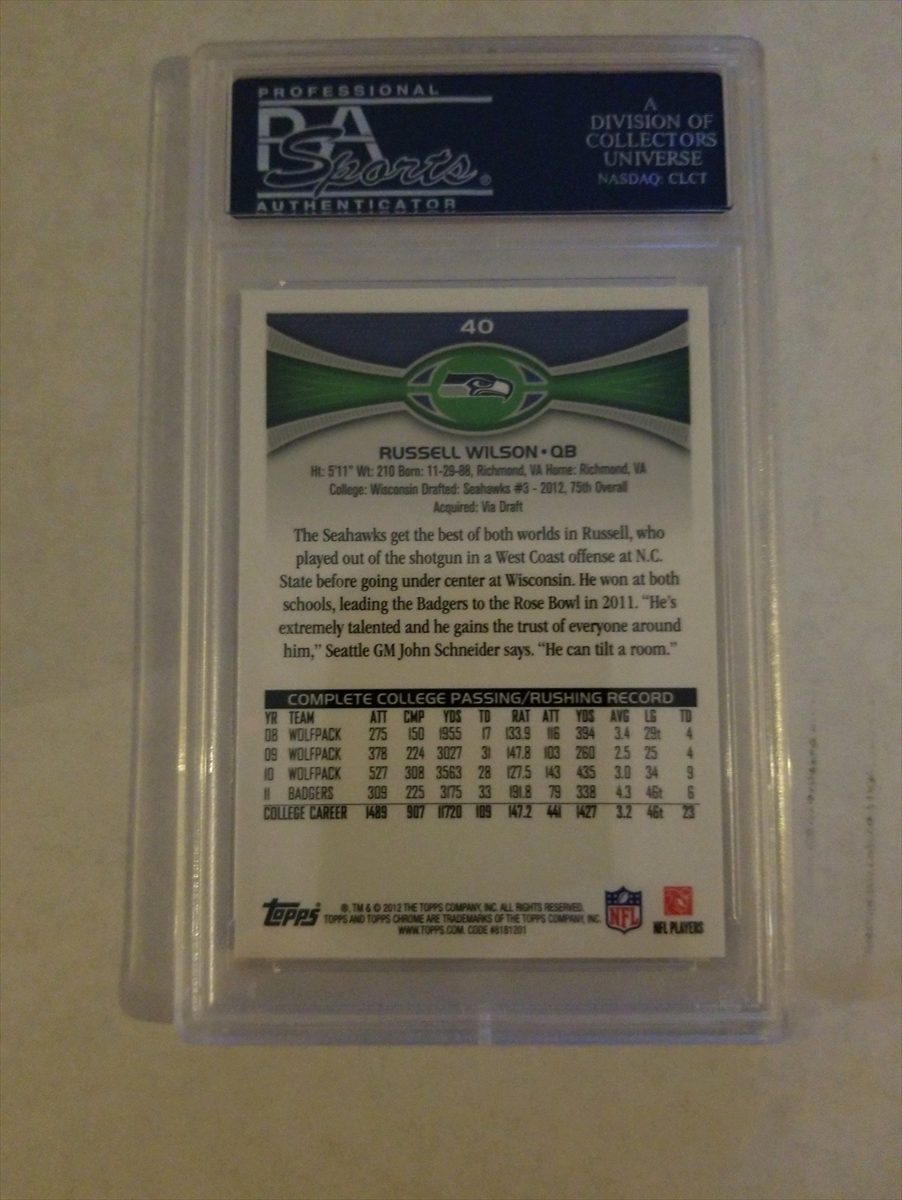 PROFESSIONAL
PSA
Sports®
AUTHENTICATOR
A
DIVISION OF
COLLECTORS
UNIVERSE
NASDAQ: CLCT
40
RUSSELL WILSON • QB
Ht: 5'11" Wt: 210 Born: 11-29-88, Richmond, VA Home: Richmond, VA
College: Wisconsin Drafted: Seahawks #3 - 2012, 75th Overall
Acquired: Via Draft
The Seahawks get the best of both worlds in Russell, who
played out of the shotgun in a West Coast offense at N.C.
State before going under center at Wisconsin. He won at both
schools, leading the Badgers to the Rose Bowl in 2011. “He’s
extremely talented and he gains the trust of everyone around
him,” Seattle GM John Schneider says. “He can tilt a room.”
COMPLETE COLLEGE PASSING/RUSHING RECORD
YR TEAM ATT CMP YDS TD RAT ATT YDS AVG LG TD
08 WOLFPACK 275 150 1955 17 133.9 116 394 3.4 29t 4
09 WOLFPACK 378 224 3027 31 147.8 103 260 2.5 25 4
10 WOLFPACK 527 308 3563 28 127.5 143 435 3.0 34 9
11 BADGERS 309 225 3175 33 191.8 79 338 4.3 46t 6
COLLEGE CAREER 1489 907 11720 109 147.2 441 1427 3.2 46t 23
Topps
®, TM & © 2012 THE TOPPS COMPANY, INC. ALL RIGHTS RESERVED.
TOPPS AND TOPPS CHROME ARE TRADEMARKS OF THE TOPPS COMPANY, INC.
WWW.TOPPS.COM. CODE #8181201
NFL
NFL PLAYERS